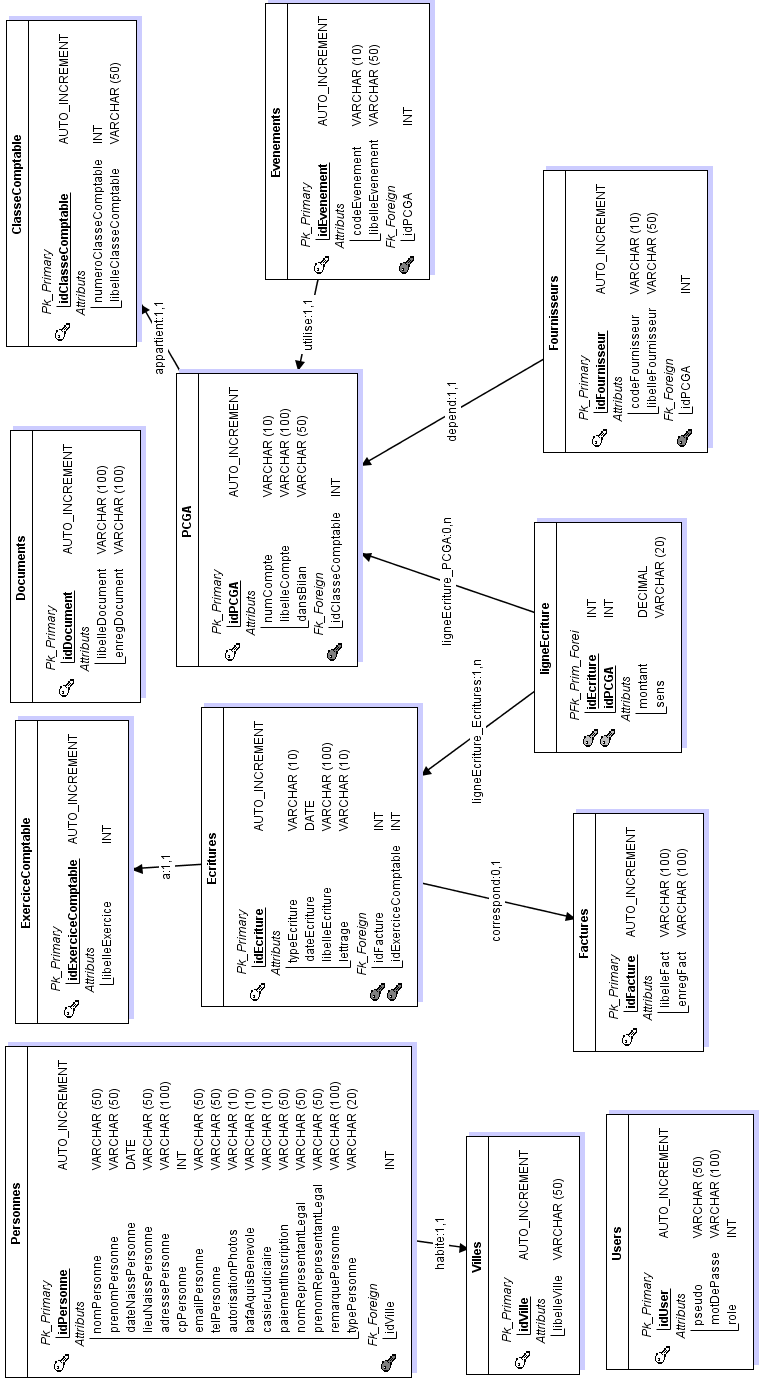 ClasseComptable
Pk_Primary
idClasseComptable AUTO_INCREMENT
Attributs
numeroClasseComptable INT
libelleClasseComptable VARCHAR (50)
Evenements
Pk_Primary
idEvenement AUTO_INCREMENT
Attributs
codeEvenement VARCHAR (10)
libelleEvenement VARCHAR (50)
Fk_Foreign
idPCGA INT
appartient:1,1
utilise:1,1
Documents
Pk_Primary
idDocument AUTO_INCREMENT
Attributs
libelleDocument VARCHAR (100)
enregDocument VARCHAR (100)
PCGA
Pk_Primary
idPCGA AUTO_INCREMENT
Attributs
numCompte VARCHAR (10)
libelleCompte VARCHAR (100)
dansBilan VARCHAR (50)
Fk_Foreign
idClasseComptable INT
Fournisseurs
Pk_Primary
idFournisseur AUTO_INCREMENT
Attributs
codeFournisseur VARCHAR (10)
libelleFournisseur VARCHAR (50)
Fk_Foreign
idPCGA INT
depend:1,1
ligneEcriture_PCGA:0,n
ligneEcriture_Ecritures:1,n
ligneEcriture
PFk_Prim_Forei
idEcriture INT
idPCGA INT
Attributs
montant DECIMAL
sens VARCHAR (20)
ExerciceComptable
Pk_Primary
idExerciceComptable AUTO_INCREMENT
Attributs
libelleExercice INT
a:1,1
Ecritures
Pk_Primary
idEcriture AUTO_INCREMENT
Attributs
typeEcriture VARCHAR (10)
dateEcriture DATE
libelleEcriture VARCHAR (100)
lettrage VARCHAR (10)
Fk_Foreign
idFacture INT
idExerciceComptable INT
correspond:0,1
Factures
Pk_Primary
idFacture AUTO_INCREMENT
Attributs
libelleFact VARCHAR (100)
enregFact VARCHAR (100)
Personnes
Pk_Primary
idPersonne AUTO_INCREMENT
Attributs
nomPersonne VARCHAR (50)
prenomPersonne VARCHAR (50)
dateNaissPersonne DATE
lieuNaissPersonne VARCHAR (50)
adressePersonne VARCHAR (100)
cpPersonne INT
emailPersonne VARCHAR (50)
telPersonne VARCHAR (50)
autorisationPhotos VARCHAR (10)
bafaAquisBenevole VARCHAR (10)
casierJudiciaire VARCHAR (10)
paiementInscription VARCHAR (50)
nomRepresentantLegal VARCHAR (50)
prenomRepresentantLegal VARCHAR (50)
remarquePersonne VARCHAR (100)
typePersonne VARCHAR (20)
Fk_Foreign
idVille INT
habite:1,1
Villes
Pk_Primary
idVille AUTO_INCREMENT
Attributs
libelleVille VARCHAR (50)
Users
Pk_Primary
idUser AUTO_INCREMENT
Attributs
pseudo VARCHAR (50)
motDePasse VARCHAR (100)
role INT